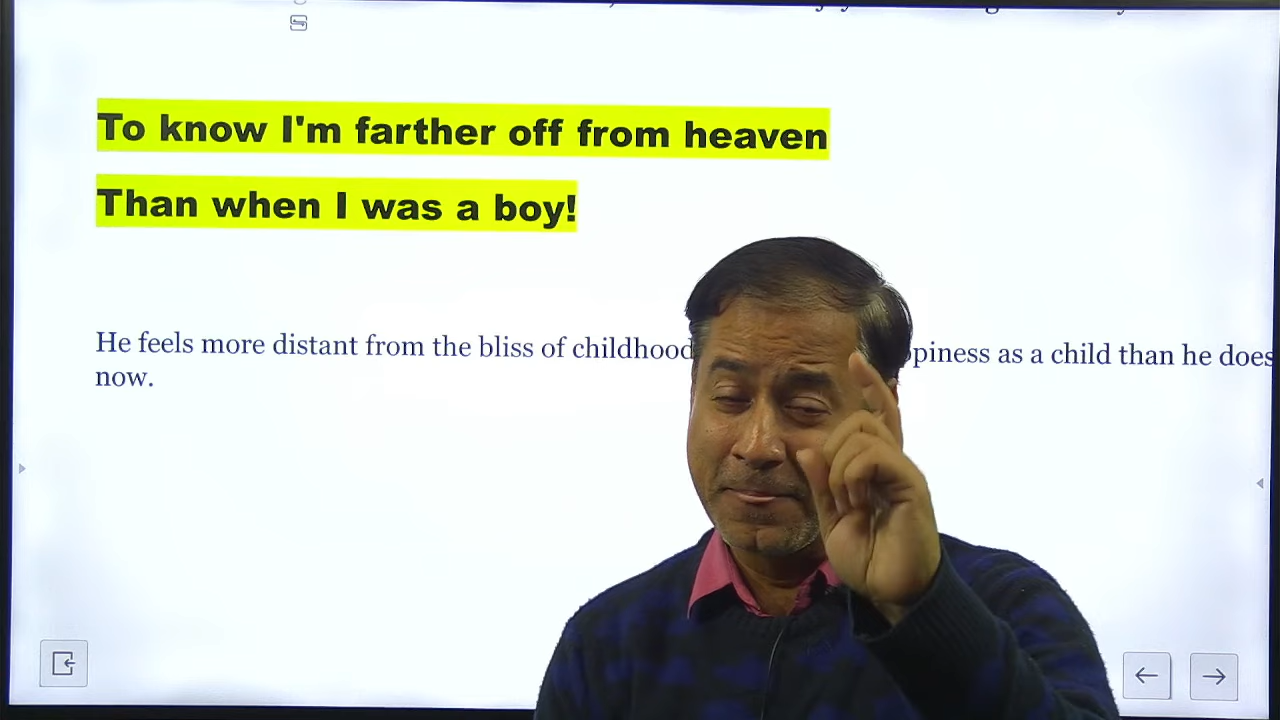 To know I'm farther off from heaven
Than when I was a boy!
He feels more distant from the bliss of childhood as a child than he does
now.